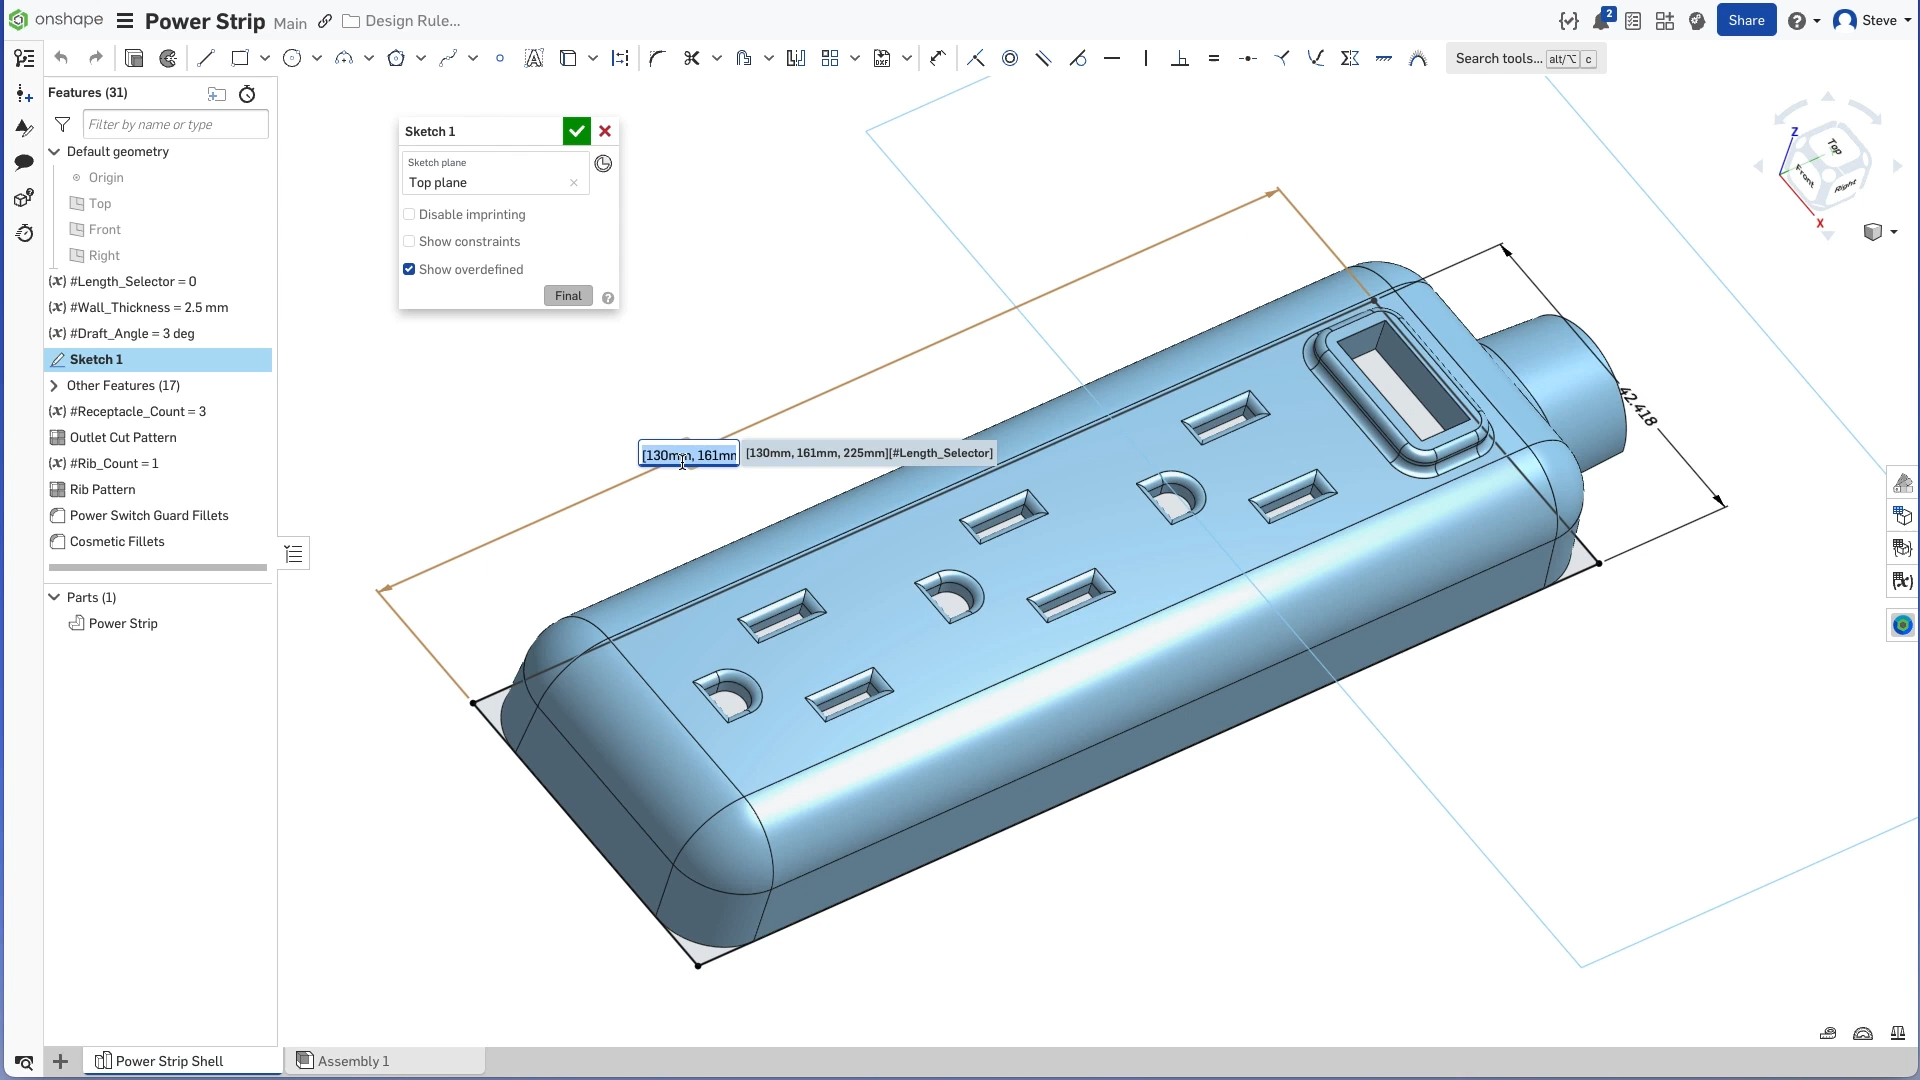 onshape
Power Strip
Main
Design Rule...
2
Share
Steve
Search tools... alt/⌥ c
Features (31)
Filter by name or type
Default geometry
Origin
Top
Front
Right
(x) #Length_Selector = 0
(x) #Wall_Thickness = 2.5 mm
(x) #Draft_Angle = 3 deg
Sketch 1
Other Features (17)
(x) #Receptacle_Count = 3
Outlet Cut Pattern
(x) #Rib_Count = 1
Rib Pattern
Power Switch Guard Fillets
Cosmetic Fillets
Parts (1)
Power Strip
Sketch 1
Sketch plane
Top plane
Disable imprinting
Show constraints
Show overdefined
Final
?
[130mm, 161mm
[130mm, 161mm, 225mm][#Length_Selector]
42.418
Z
Top
Front
Right
X
(x)
Power Strip Shell
Assembly 1